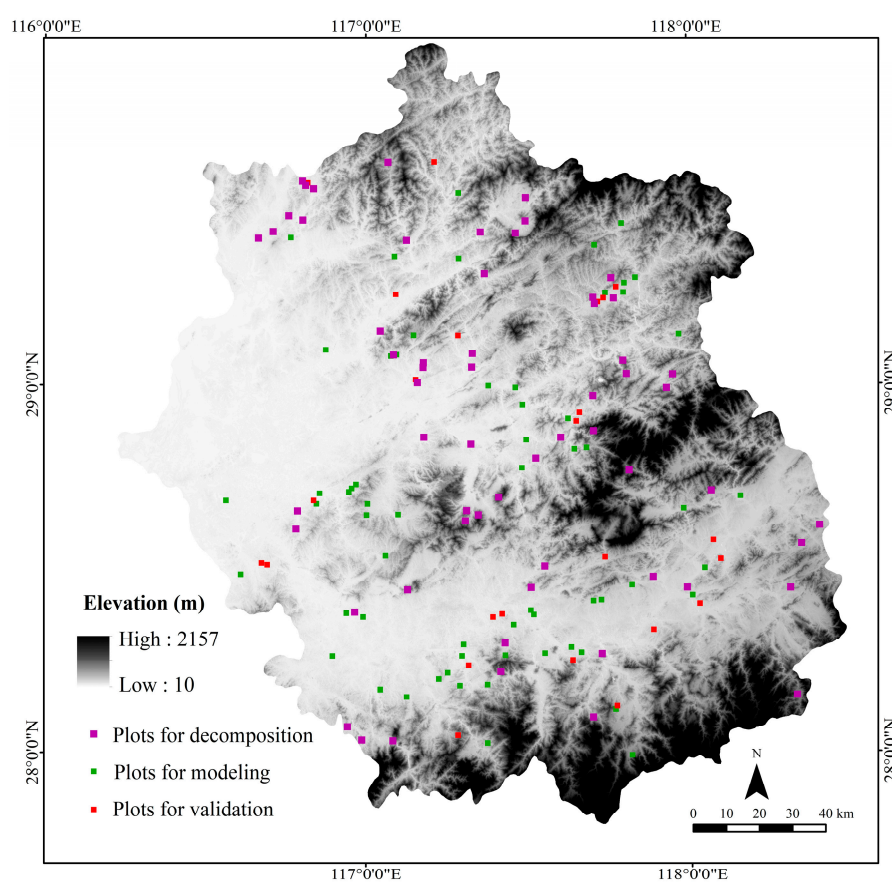 116°0'0"E 117°0'0"E 118°0'0"E
29°0'0"N
29°0'0"N
Elevation (m)
High : 2157
Low : 10
Plots for decomposition
Plots for modeling
Plots for validation
28°0'0"N
28°0'0"N
N
0 10 20 30 40 km
117°0'0"E 118°0'0"E